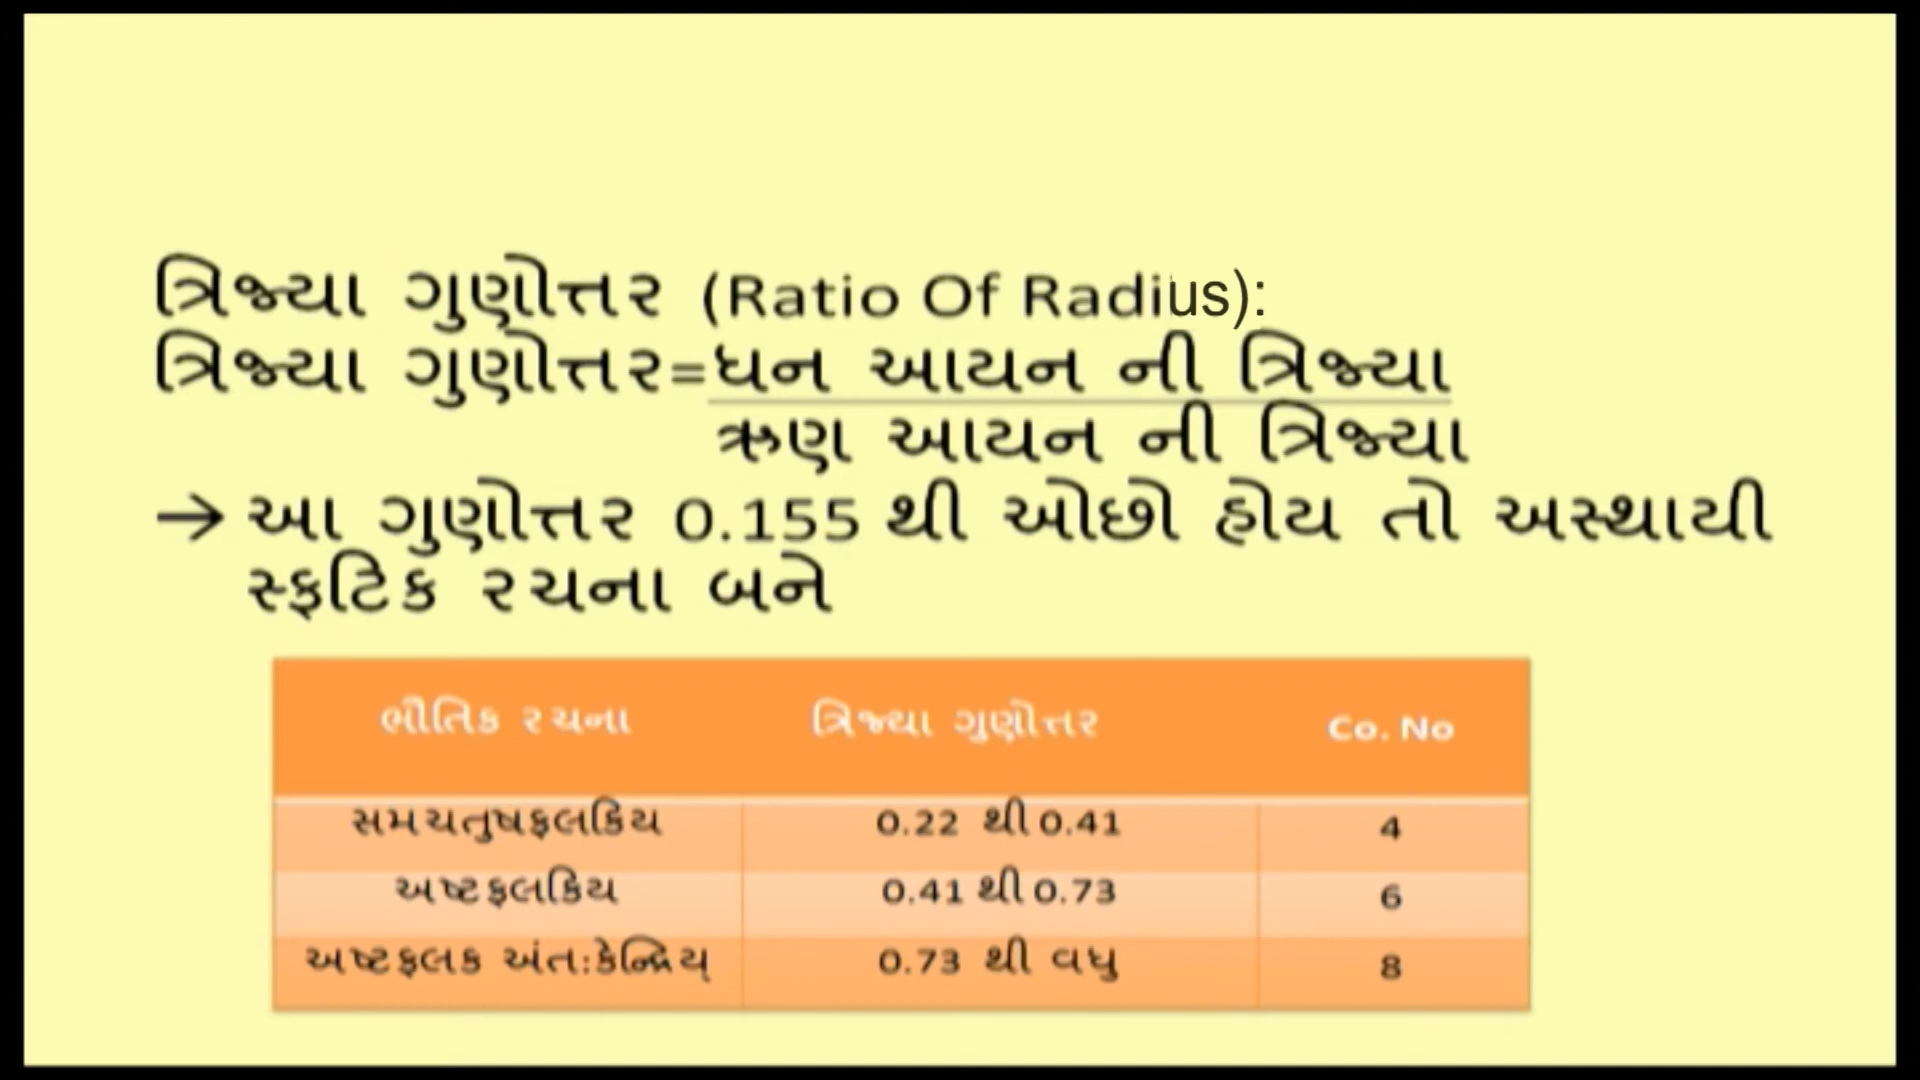 ત્રિજ્યા ગુણોત્તર (Ratio Of Radius):
ત્રિજ્યા ગુણોત્તર=ધન આયન ની ત્રિજ્યા
ઋણ આયન ની ત્રિજ્યા
→ આ ગુણોત્તર 0.155 થી ઓછો હોય તો અસ્થાયી
સ્ફટિક રચના બને
ભૌતિક રચના ત્રિજ્યા ગુણોત્તર Co. No
સમચતુષફલકિય 0.22 થી 0.41 4
અષ્ટફલકિય 0.41 થી 0.73 6
અષ્ટફલક અંત:કેન્દ્રિય્ 0.73 થી વધુ 8